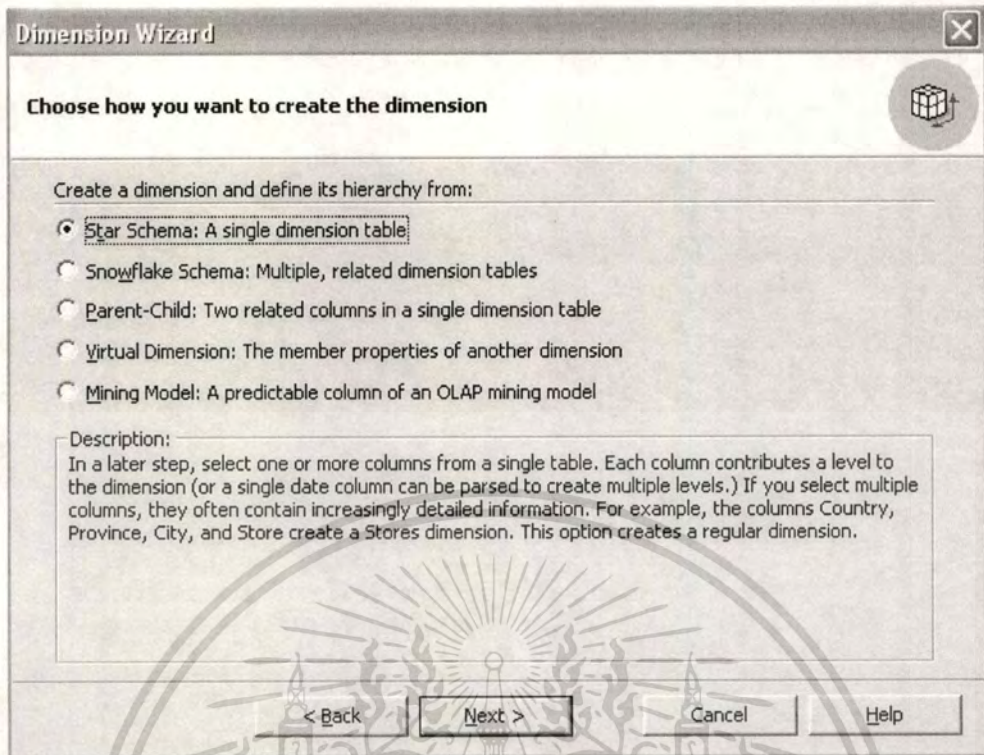 Dimension Wizard
Choose how you want to create the dimension
Create a dimension and define its hierarchy from:
Star Schema: A single dimension table
Snowflake Schema: Multiple, related dimension tables
Parent-Child: Two related columns in a single dimension table
Virtual Dimension: The member properties of another dimension
Mining Model: A predictable column of an OLAP mining model
Description:
In a later step, select one or more columns from a single table. Each column contributes a level to
the dimension (or a single date column can be parsed to create multiple levels.) If you select multiple
columns, they often contain increasingly detailed information. For example, the columns Country,
Province, City, and Store create a Stores dimension. This option creates a regular dimension.
< Back
Next >
Cancel
Help